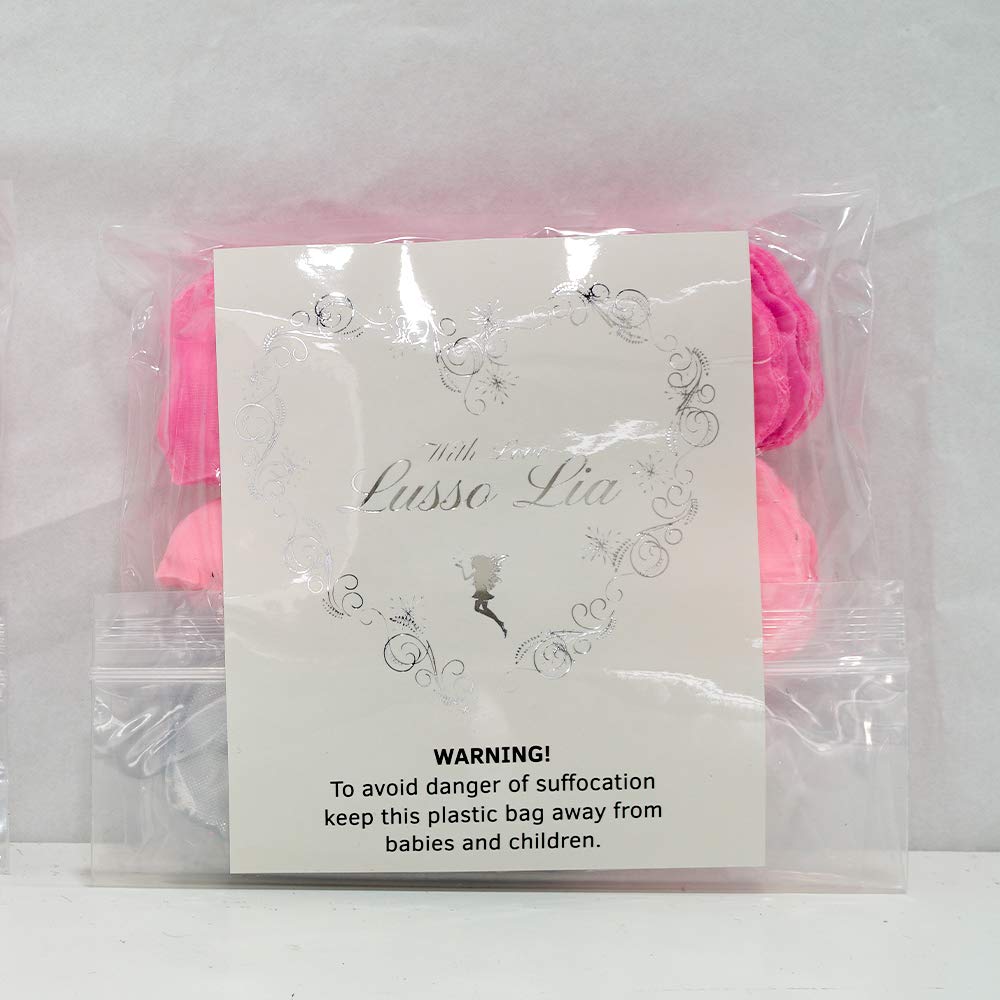 With Love
Lusso Lia
WARNING!
To avoid danger of suffocation
keep this plastic bag away from
babies and children.